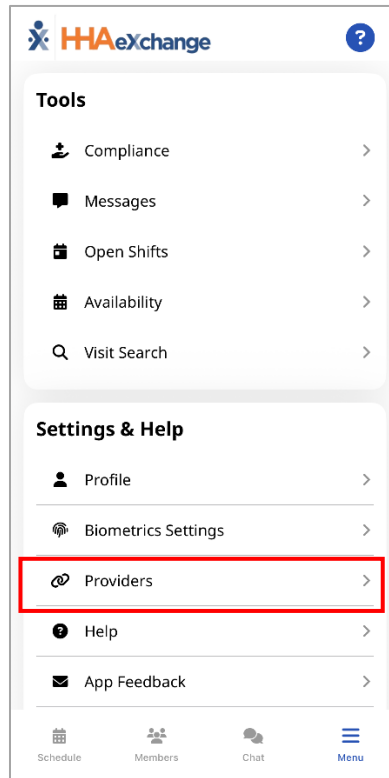 HHAeXchange
?
Tools
Compliance
Messages
Open Shifts
Availability
Visit Search
Settings & Help
Profile
Biometrics Settings
Providers
Help
App Feedback
Schedule Members Chat Menu